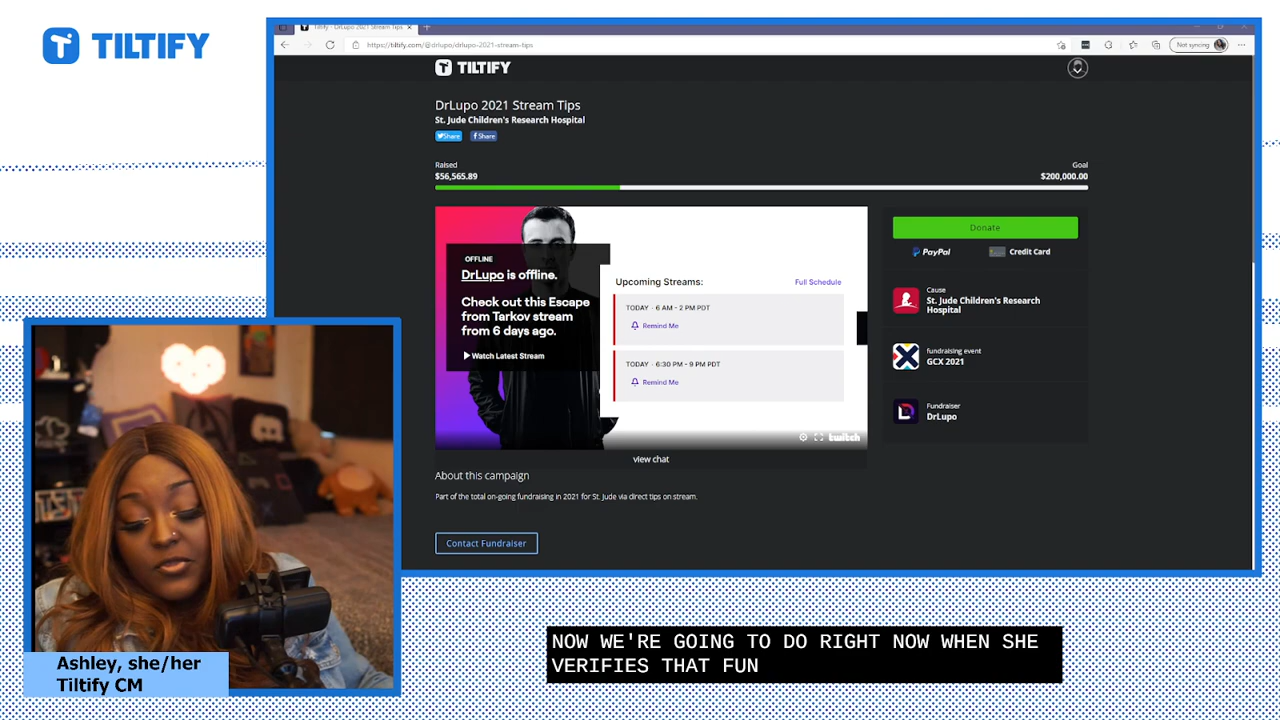 TILTIFY
Tiltify - DrLupo 2021 Stream Tips
https://tiltify.com/@drlupo/drlupo-2021-stream-tips
Not syncing
TILTIFY
DrLupo 2021 Stream Tips
St. Jude Children's Research Hospital
Share
Share
Raised
Goal
$56,565.89
$200,000.00
OFFLINE
DrLupo is offline.
Check out this Escape
from Tarkov stream
from 6 days ago.
Watch Latest Stream
Upcoming Streams:
Full Schedule
TODAY · 6 AM - 2 PM PDT
Remind Me
TODAY · 6:30 PM - 9 PM PDT
Remind Me
twitch
view chat
Donate
PayPal
Credit Card
Cause
St. Jude Children's Research
Hospital
fundraising event
GCX 2021
Fundraiser
DrLupo
About this campaign
Part of the total on-going fundraising in 2021 for St. Jude via direct tips on stream.
Contact Fundraiser
Ashley, she/her
Tiltify CM
NOW WE'RE GOING TO DO RIGHT NOW WHEN SHE
VERIFIES THAT FUN